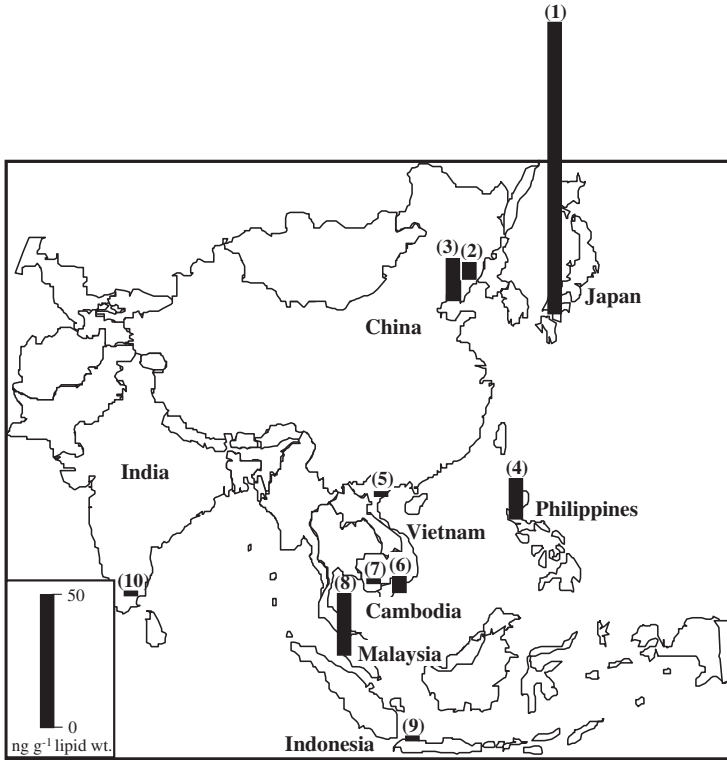 (1)
(3)
(2)
Japan
China
India
(4)
(5)
Philippines
Vietnam
(10)
(8)
(7)
(6)
50
Cambodia
Malaysia
0
ng g⁻¹ lipid wt.
(9)
Indonesia